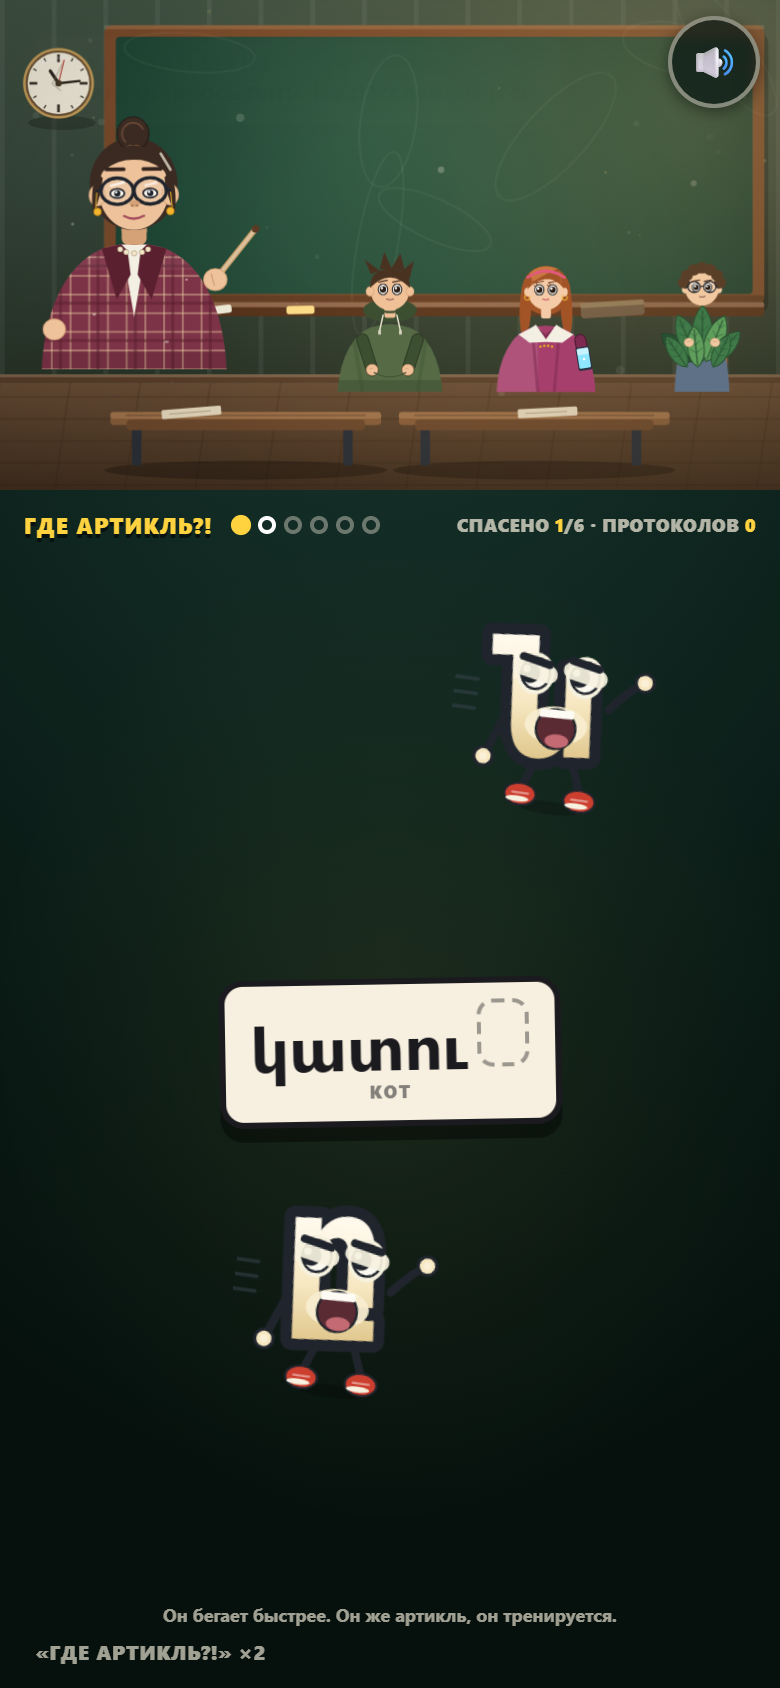 ГДЕ АРТИКЛЬ?!
СПАСЕНО 1/6 · ПРОТОКОЛОВ 0
կատու
КОТ
Он бегает быстрее. Он же артикль, он тренируется.
«ГДЕ АРТИКЛЬ?!» ×2